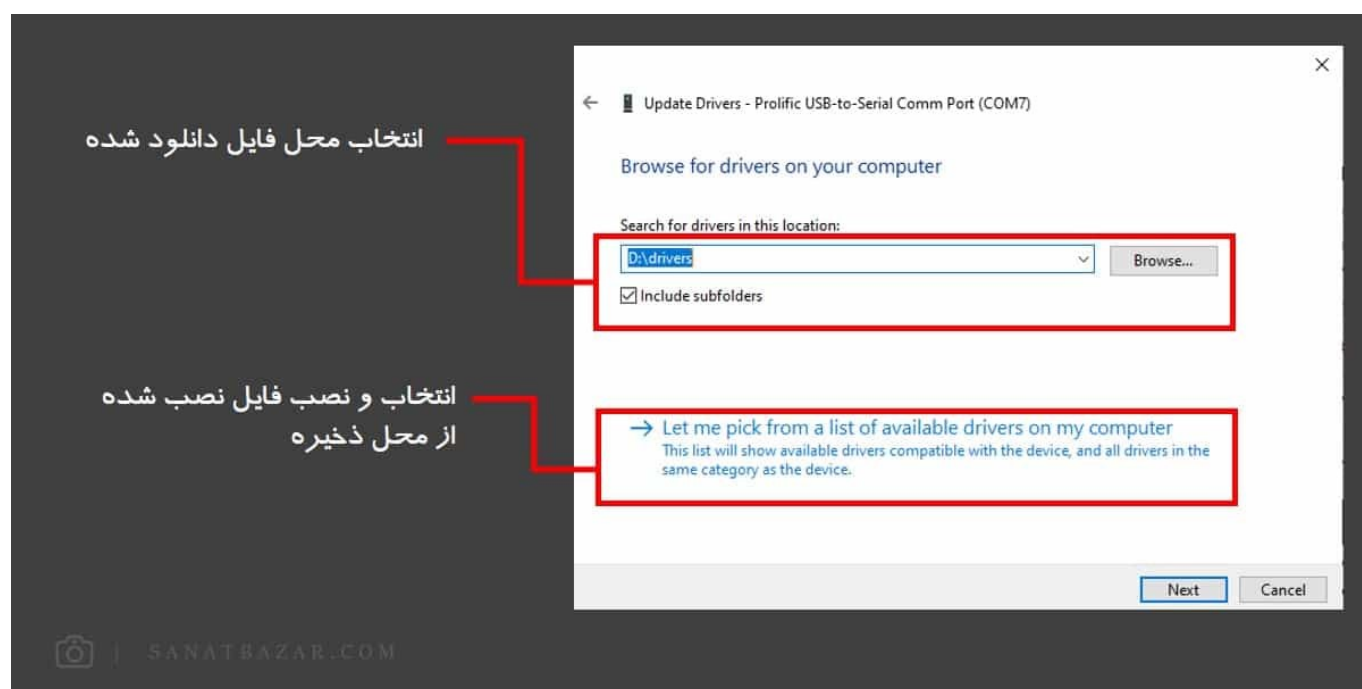 Update Drivers - Prolific USB-to-Serial Comm Port (COM7)
انتخاب محل فایل دانلود شده
Browse for drivers on your computer
Search for drivers in this location:
D:\drivers
Browse...
Include subfolders
انتخاب و نصب فایل نصب شده
از محل ذخیره
Let me pick from a list of available drivers on my computer
This list will show available drivers compatible with the device, and all drivers in the
same category as the device.
Next
Cancel
SANATBAZAR.COM